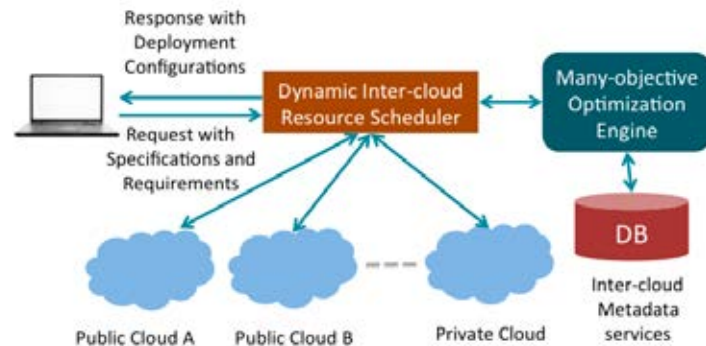 Response with
Deployment
Configurations
Dynamic Inter-cloud
Resource Scheduler
Many-objective
Optimization
Engine
Request with
Specifications and
Requirements
DB
Public Cloud A
Public Cloud B
Private Cloud
Inter-cloud
Metadata
services